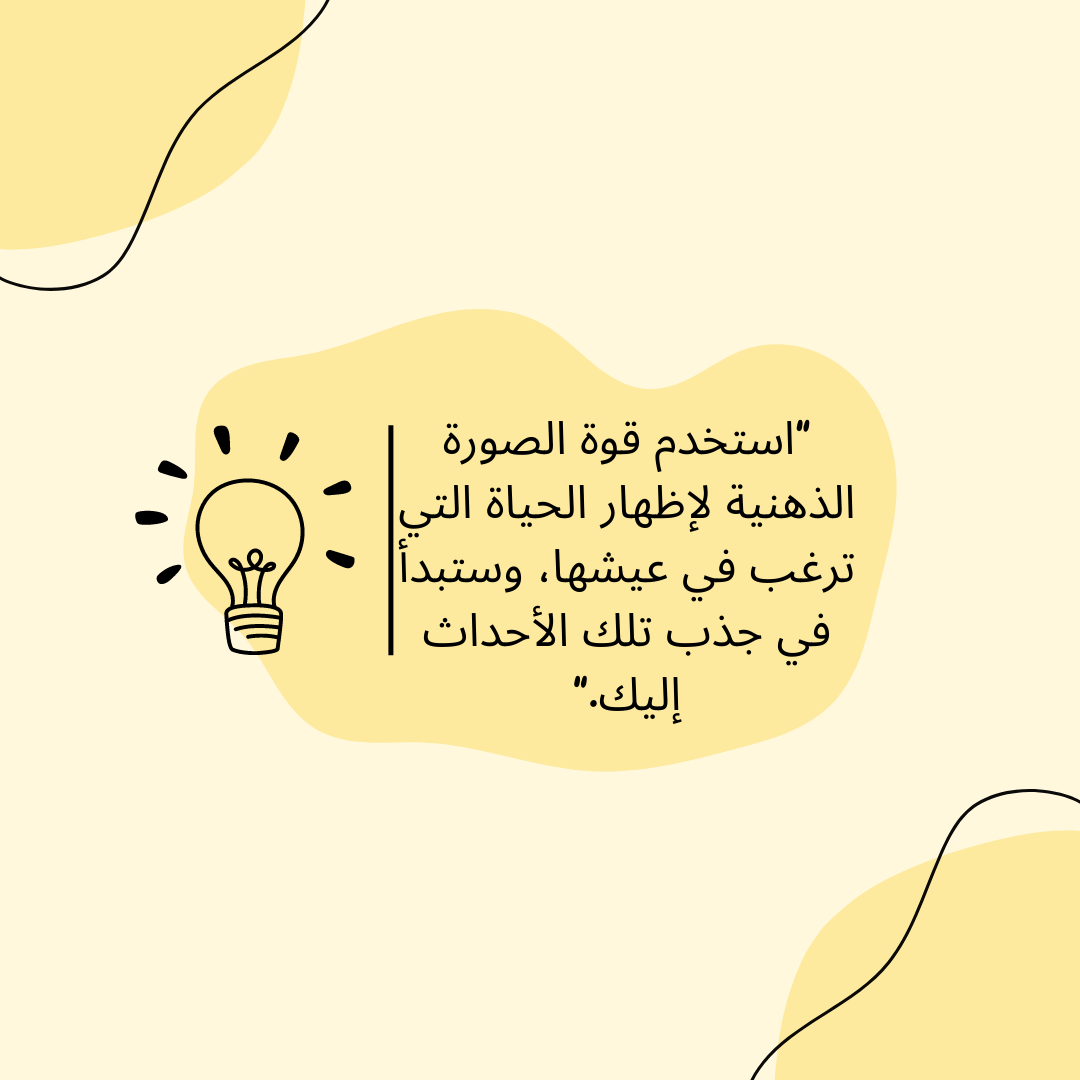 "استخدم قوة الصورة
الذهنية لإظهار الحياة التي
ترغب في عيشها، وستبدأ
في جذب تلك الأحداث
إليك."